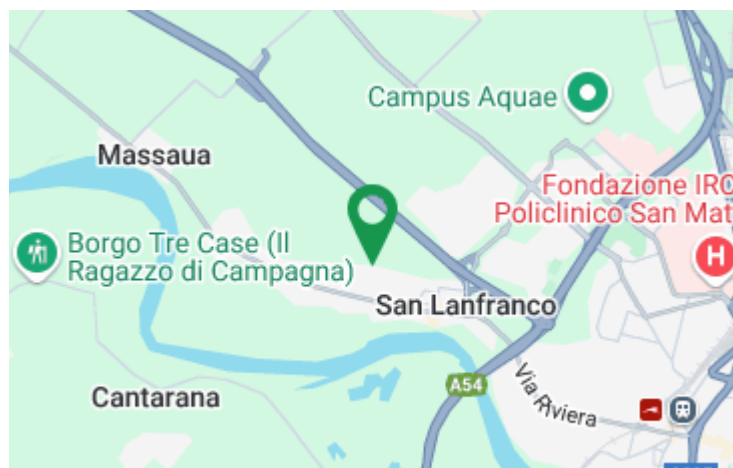 Campus Aquae
Massaua
Fondazione IRC
Policlinico San Mat
H
Borgo Tre Case (Il
Ragazzo di Campagna)
San Lanfranco
A54
Cantarana
Via Riviera